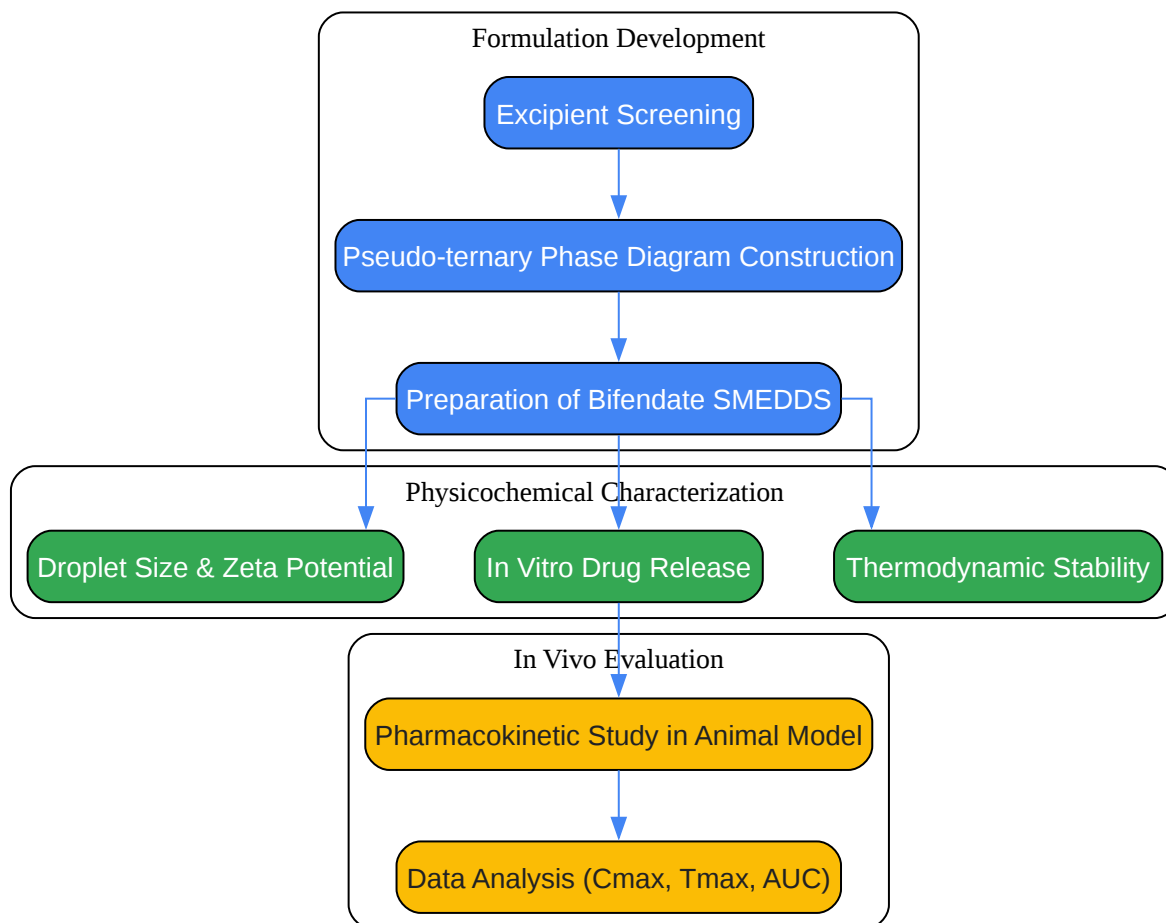 Formulation Development
Excipient Screening
Pseudo-ternary Phase Diagram Construction
Preparation of Bifendate SMEDDS
Physicochemical Characterization
Droplet Size & Zeta Potential
In Vitro Drug Release
Thermodynamic Stability
In Vivo Evaluation
Pharmacokinetic Study in Animal Model
Data Analysis (Cmax, Tmax, AUC)